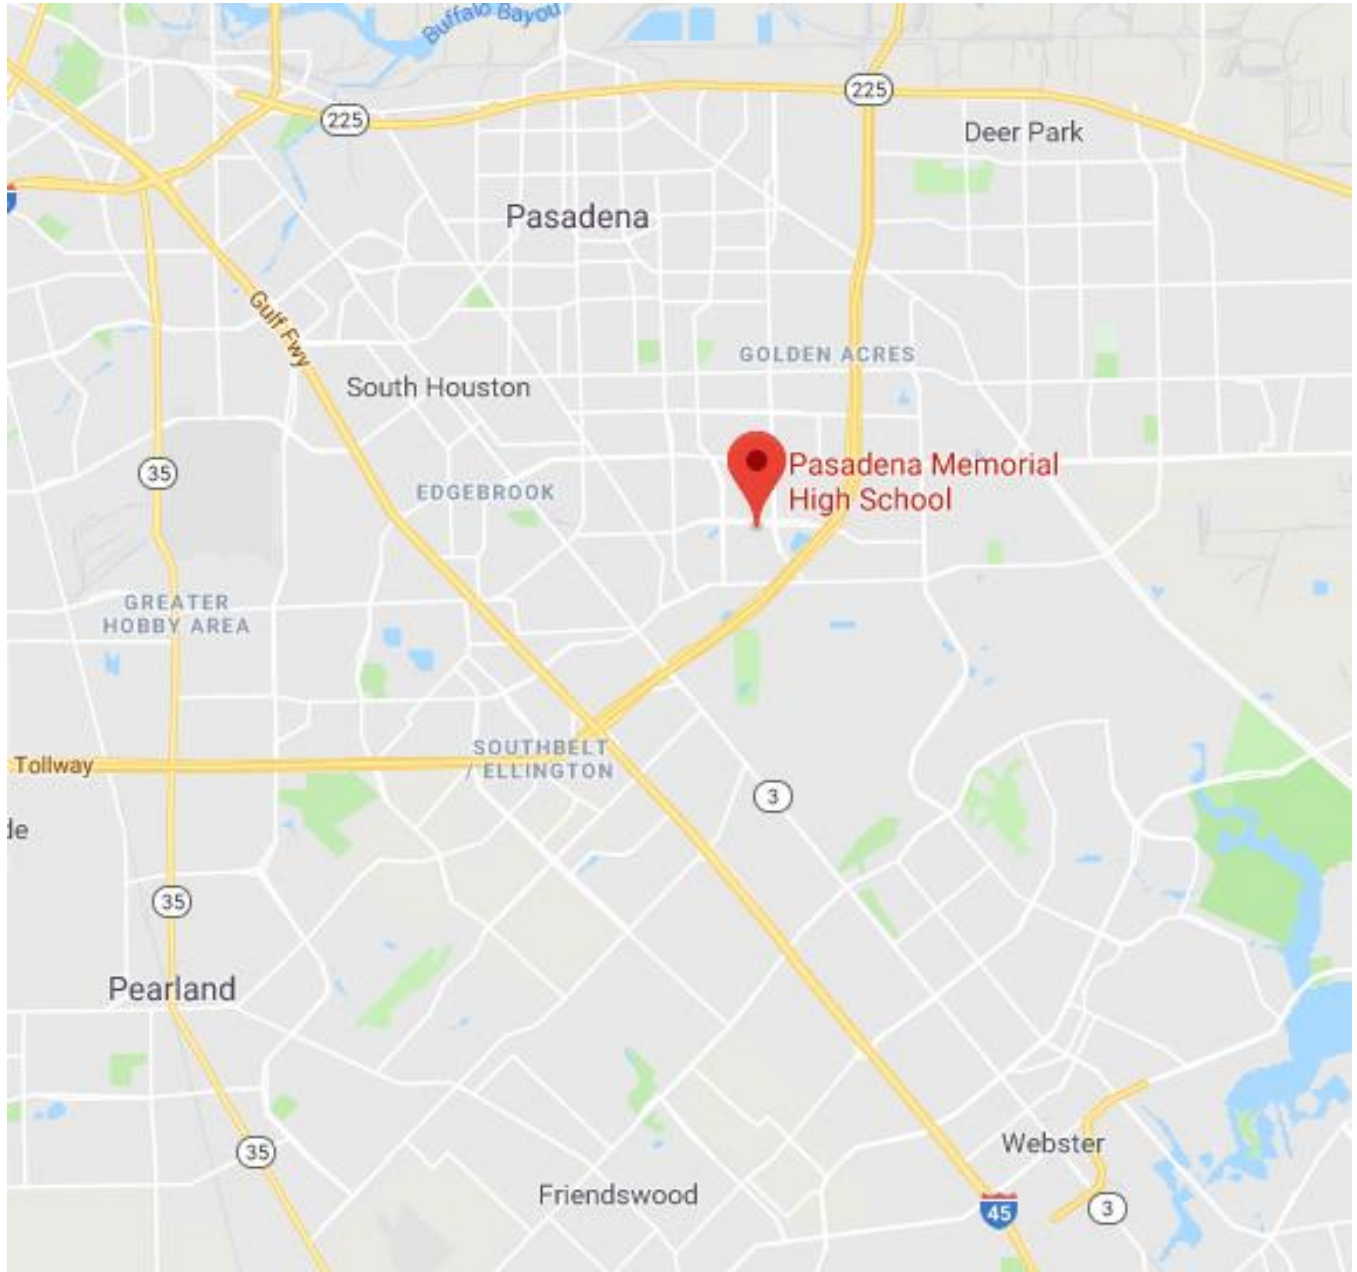 Buffalo Bayou
225
225
Deer Park
Pasadena
Gulf Fwy
GOLDEN ACRES
South Houston
35
Pasadena Memorial
High School
EDGEBROOK
GREATER
HOBBY AREA
SOUTHBELT
/ ELLINGTON
Tollway
3
de
35
Pearland
35
Webster
Friendswood
45
3